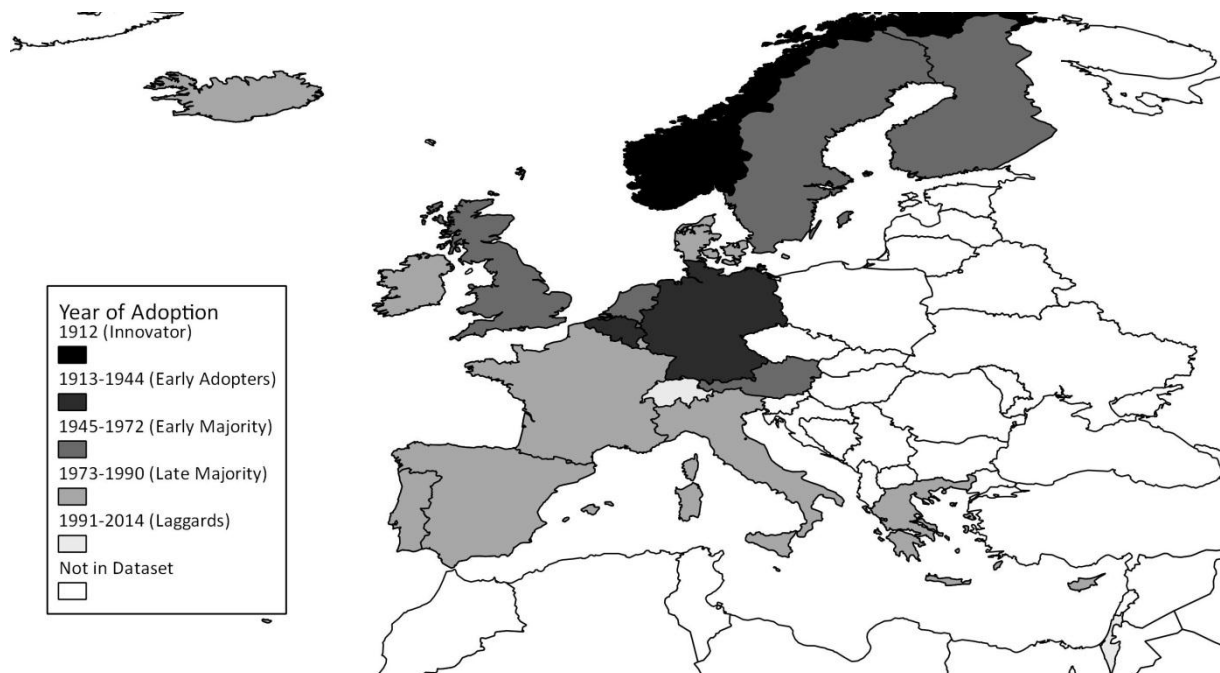 Year of Adoption
1912 (Innovator)
1913-1944 (Early Adopters)
1945-1972 (Early Majority)
1973-1990 (Late Majority)
1991-2014 (Laggards)
Not in Dataset